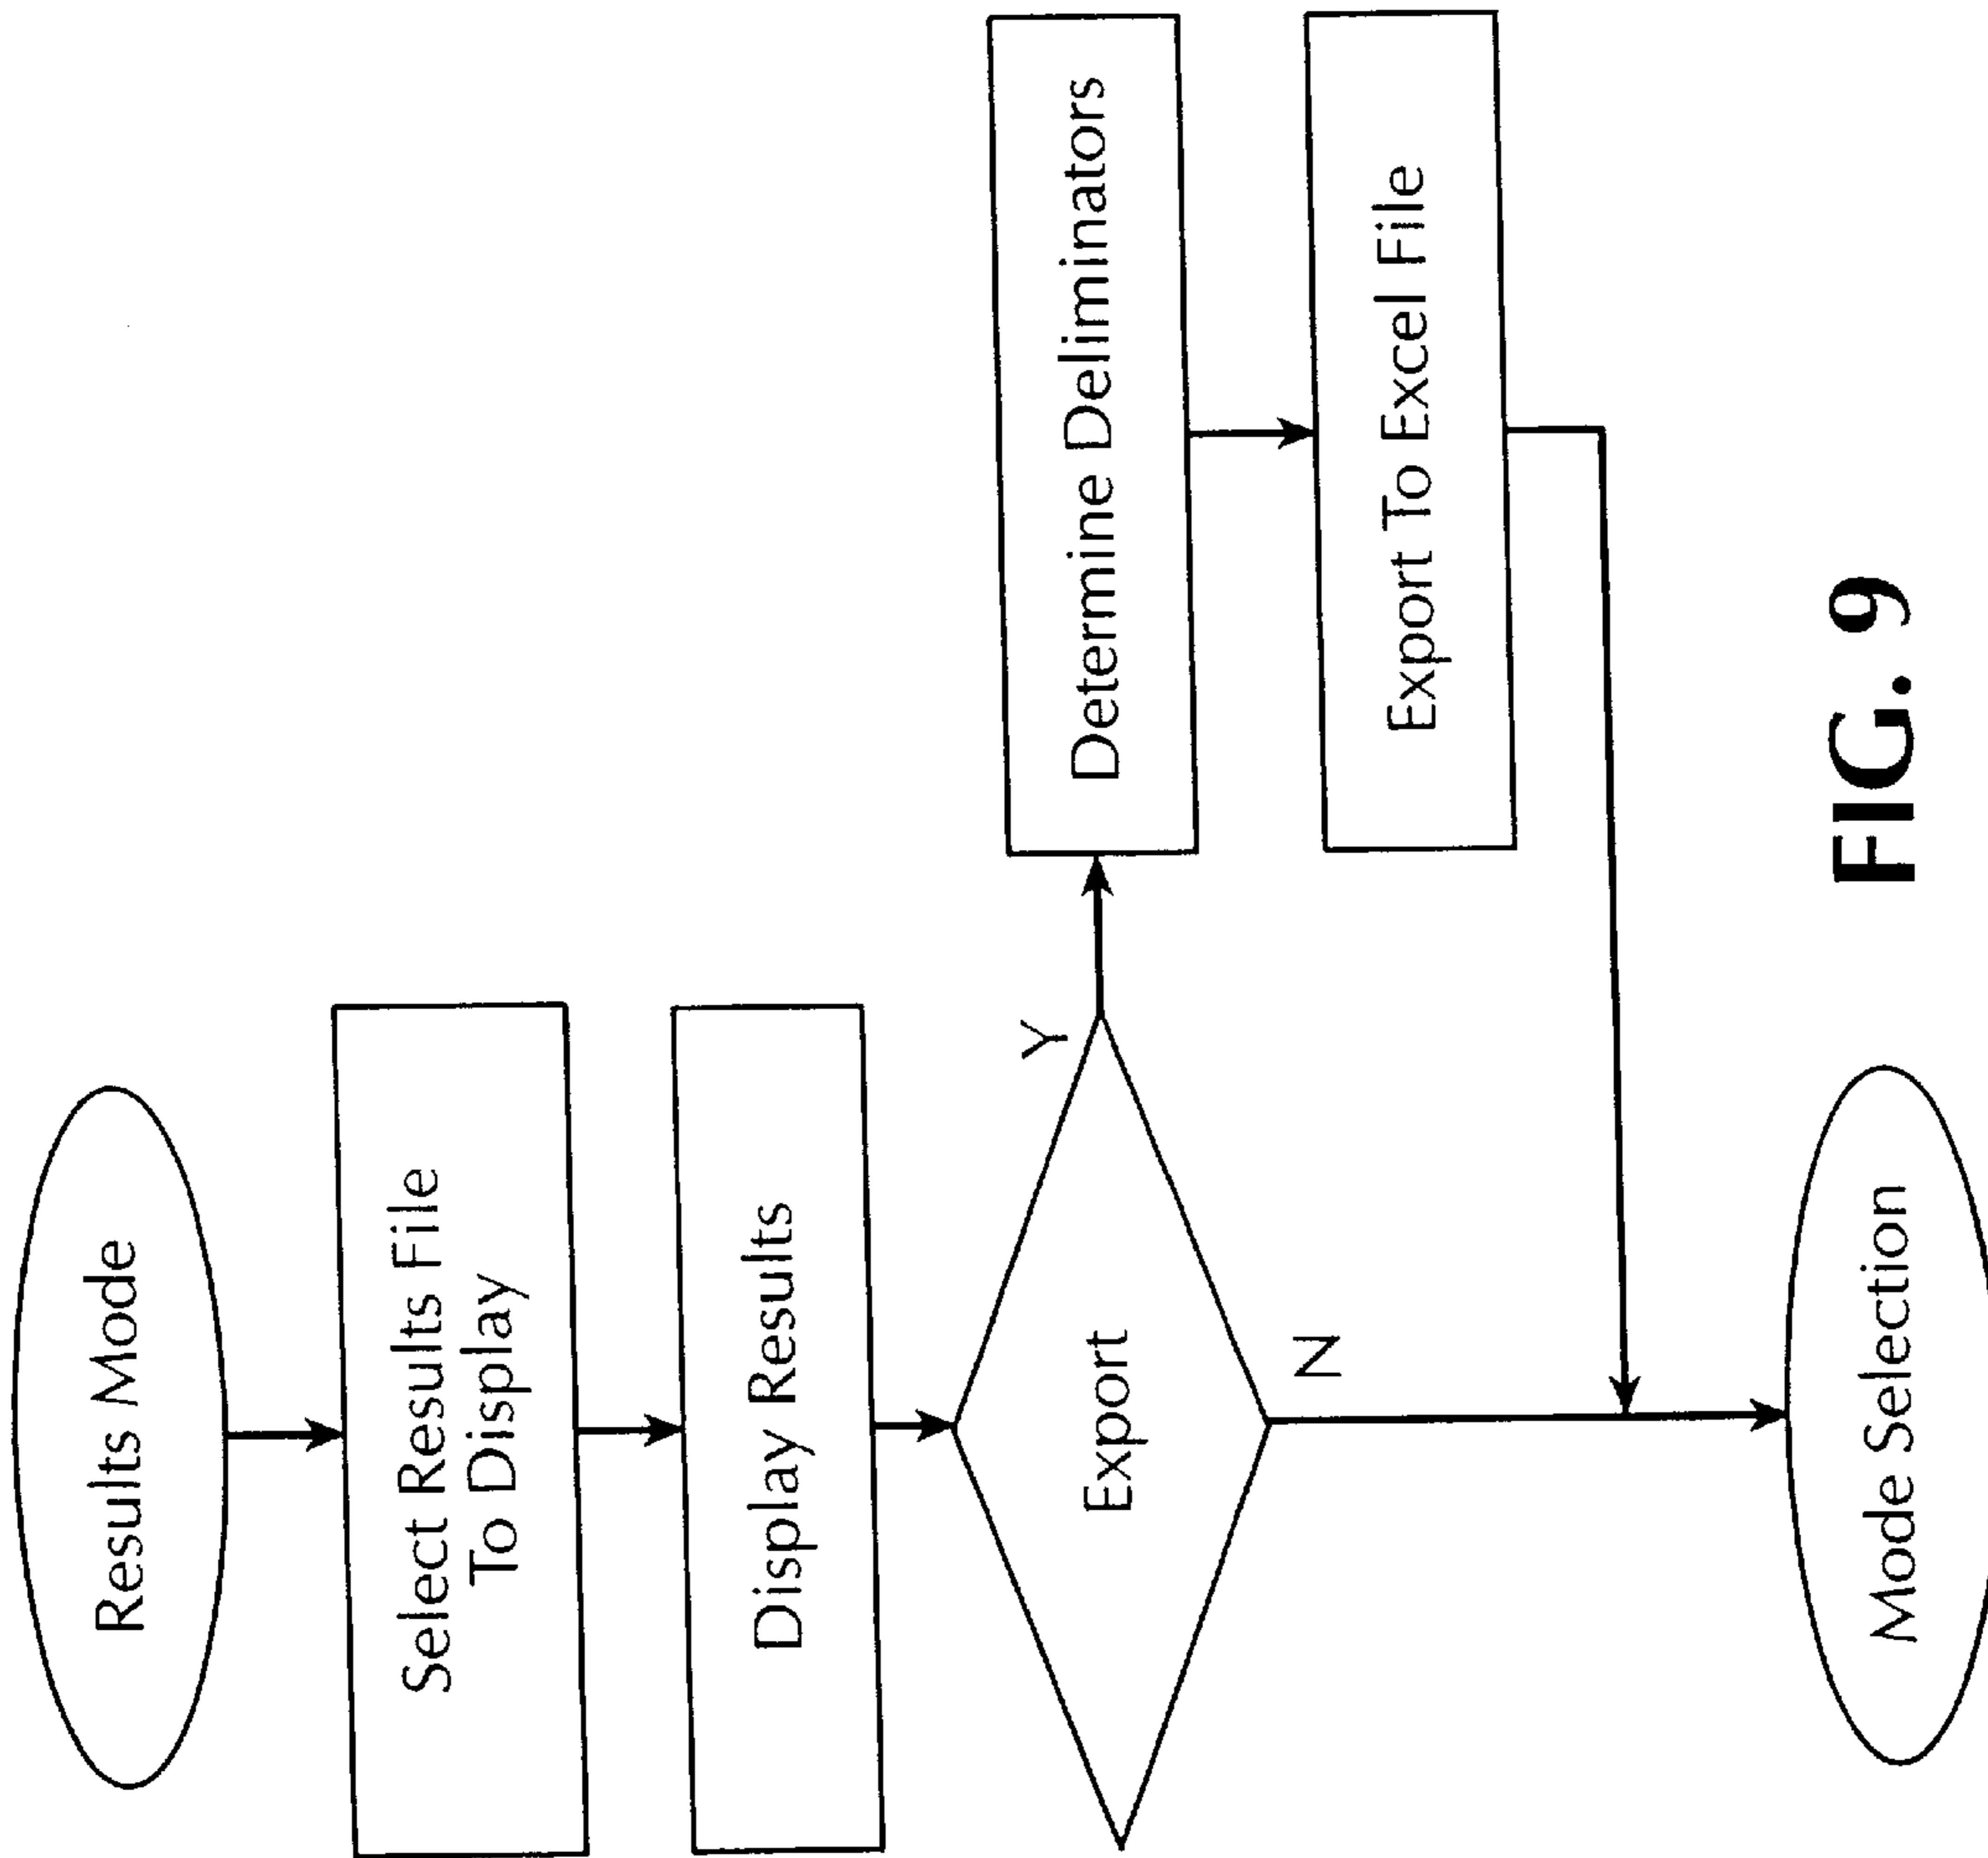 Results Mode
Select Results File
To Display
Display Results
Export
Y
N
Determine Deliminators
Export To Excel File
Mode Selection
FIG. 9